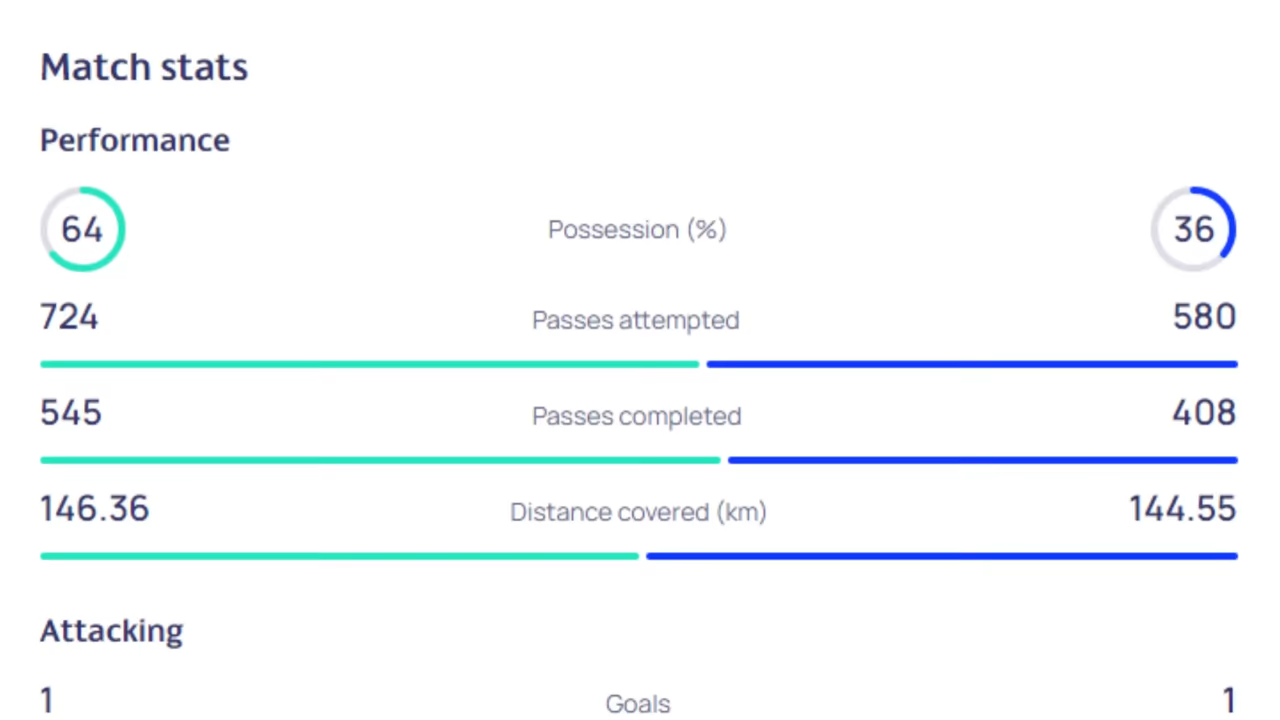 Match stats
Performance
64 Possession (%) 36
724 Passes attempted 580
545 Passes completed 408
146.36 Distance covered (km) 144.55
Attacking
1 Goals 1